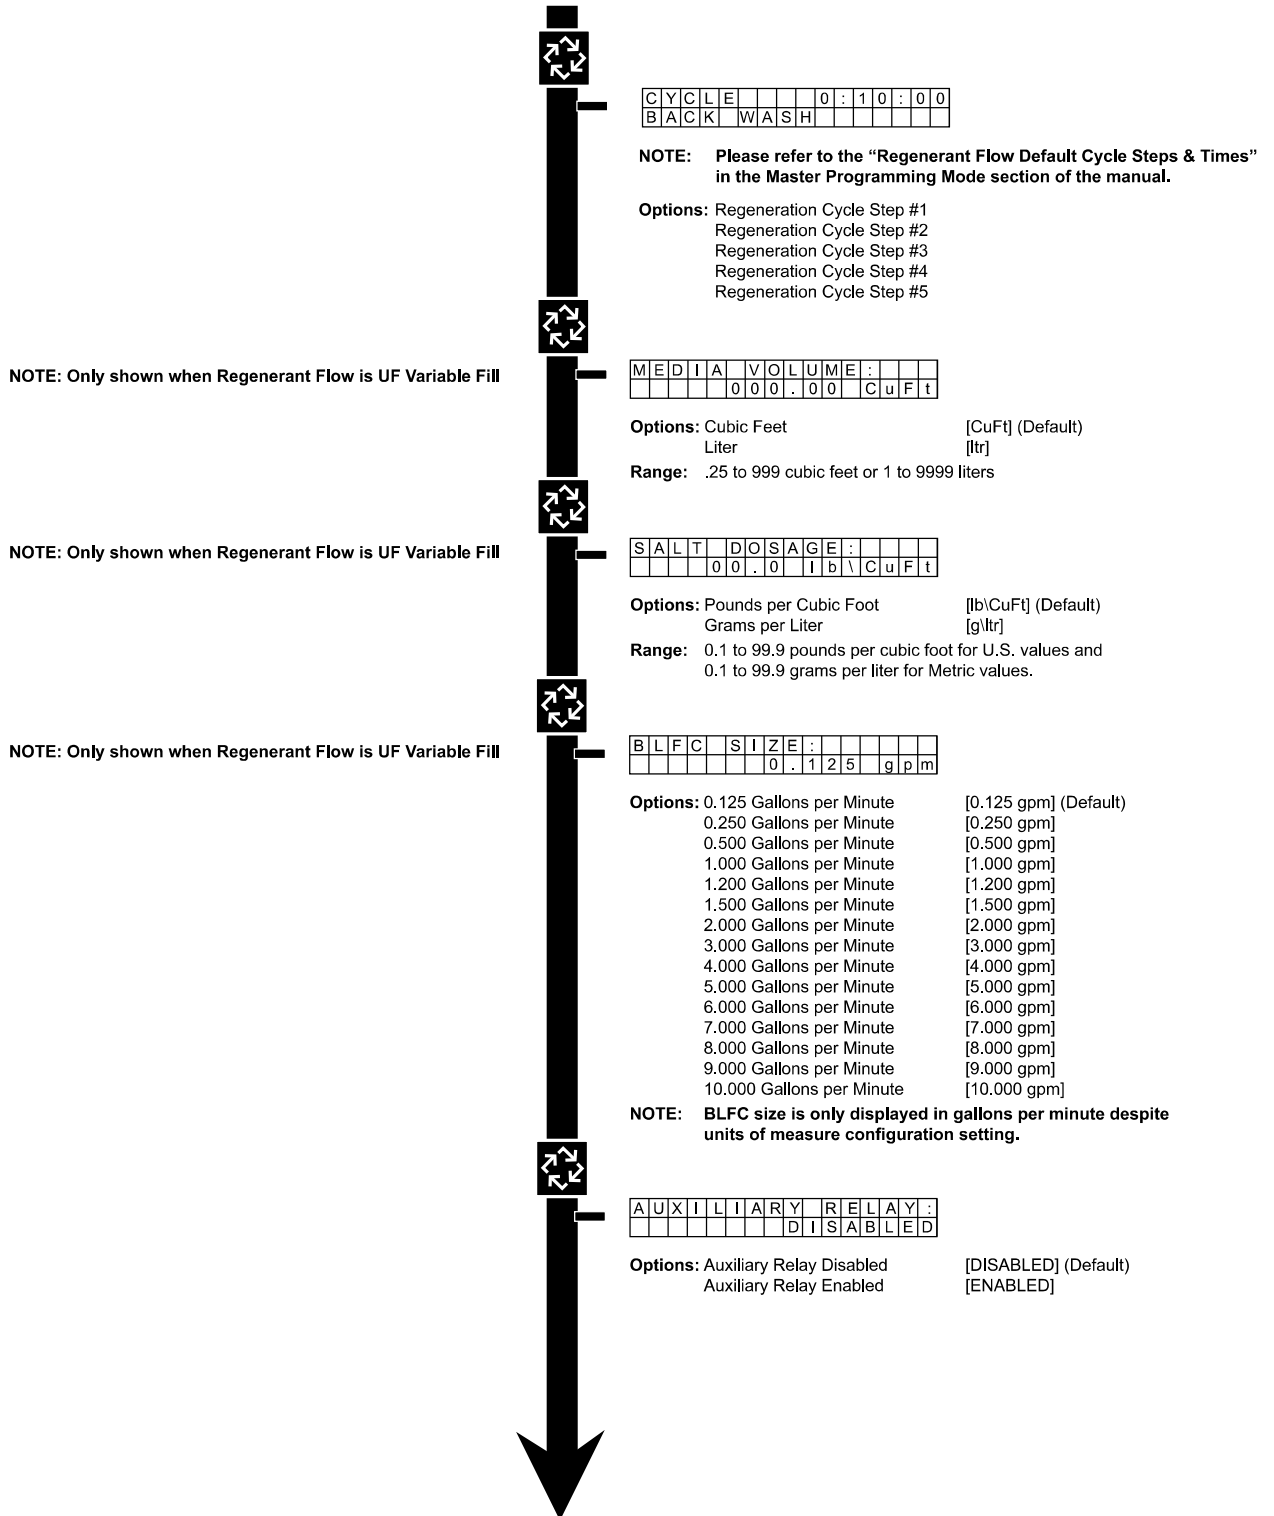 CYCLE 0:10:00
BACK WASH
NOTE: Please refer to the “Regenerant Flow Default Cycle Steps & Times”
in the Master Programming Mode section of the manual.
Options: Regeneration Cycle Step #1
Regeneration Cycle Step #2
Regeneration Cycle Step #3
Regeneration Cycle Step #4
Regeneration Cycle Step #5
NOTE: Only shown when Regenerant Flow is UF Variable Fill
MEDIA VOLUME:
000.00 CuFt
Options: Cubic Feet [CuFt] (Default)
Liter [ltr]
Range: .25 to 999 cubic feet or 1 to 9999 liters
NOTE: Only shown when Regenerant Flow is UF Variable Fill
SALT DOSAGE:
00.0 lb\CuFt
Options: Pounds per Cubic Foot [lb\CuFt] (Default)
Grams per Liter [g\ltr]
Range: 0.1 to 99.9 pounds per cubic foot for U.S. values and
0.1 to 99.9 grams per liter for Metric values.
NOTE: Only shown when Regenerant Flow is UF Variable Fill
BLFC SIZE:
0.125 gpm
Options: 0.125 Gallons per Minute [0.125 gpm] (Default)
0.250 Gallons per Minute [0.250 gpm]
0.500 Gallons per Minute [0.500 gpm]
1.000 Gallons per Minute [1.000 gpm]
1.200 Gallons per Minute [1.200 gpm]
1.500 Gallons per Minute [1.500 gpm]
2.000 Gallons per Minute [2.000 gpm]
3.000 Gallons per Minute [3.000 gpm]
4.000 Gallons per Minute [4.000 gpm]
5.000 Gallons per Minute [5.000 gpm]
6.000 Gallons per Minute [6.000 gpm]
7.000 Gallons per Minute [7.000 gpm]
8.000 Gallons per Minute [8.000 gpm]
9.000 Gallons per Minute [9.000 gpm]
10.000 Gallons per Minute [10.000 gpm]
NOTE: BLFC size is only displayed in gallons per minute despite
units of measure configuration setting.
AUXILIARY RELAY:
DISABLED
Options: Auxiliary Relay Disabled [DISABLED] (Default)
Auxiliary Relay Enabled [ENABLED]